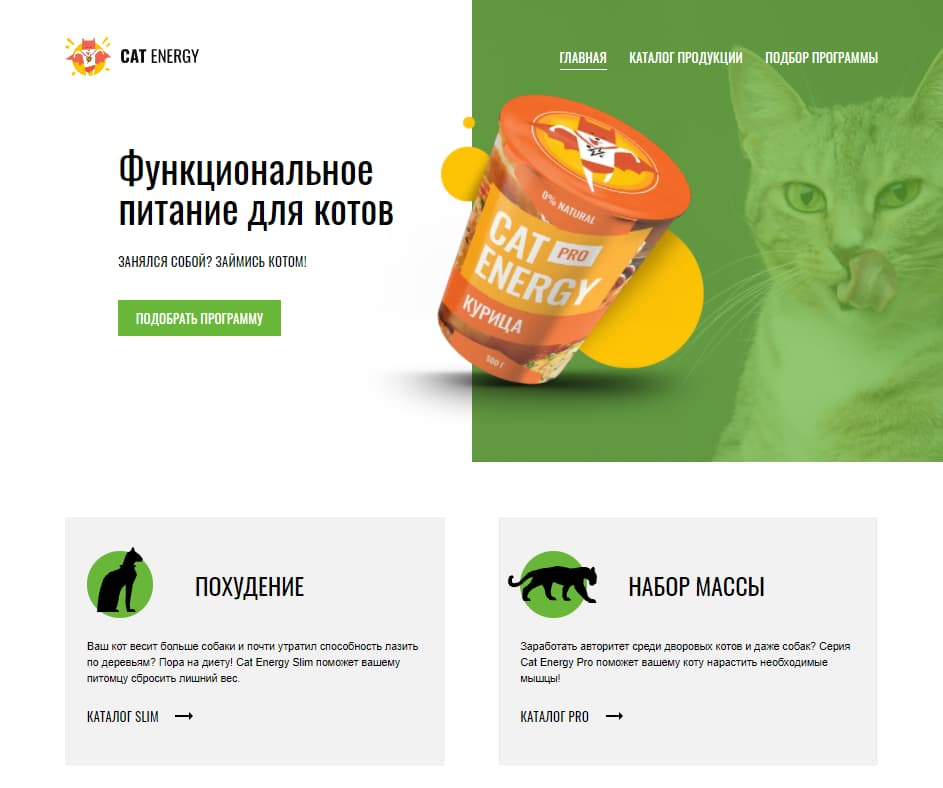 CAT ENERGY
ГЛАВНАЯ
КАТАЛОГ ПРОДУКЦИИ
ПОДБОР ПРОГРАММЫ
Функциональное
питание для котов
ЗАНЯЛСЯ СОБОЙ? ЗАЙМИСЬ КОТОМ!
ПОДОБРАТЬ ПРОГРАММУ
0% NATURAL
CAT PRO
ENERGY
КУРИЦА
500 г
ПОХУДЕНИЕ
Ваш кот весит больше собаки и почти утратил способность лазить
по деревьям? Пора на диету! Cat Energy Slim поможет вашему
питомцу сбросить лишний вес.
КАТАЛОГ SLIM
НАБОР МАССЫ
Заработать авторитет среди дворовых котов и даже собак? Серия
Cat Energy Pro поможет вашему коту нарастить необходимые
мышцы!
КАТАЛОГ PRO